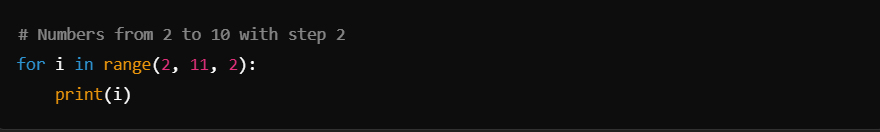 # Numbers from 2 to 10 with step 2
for i in range(2, 11, 2):
    print(i)